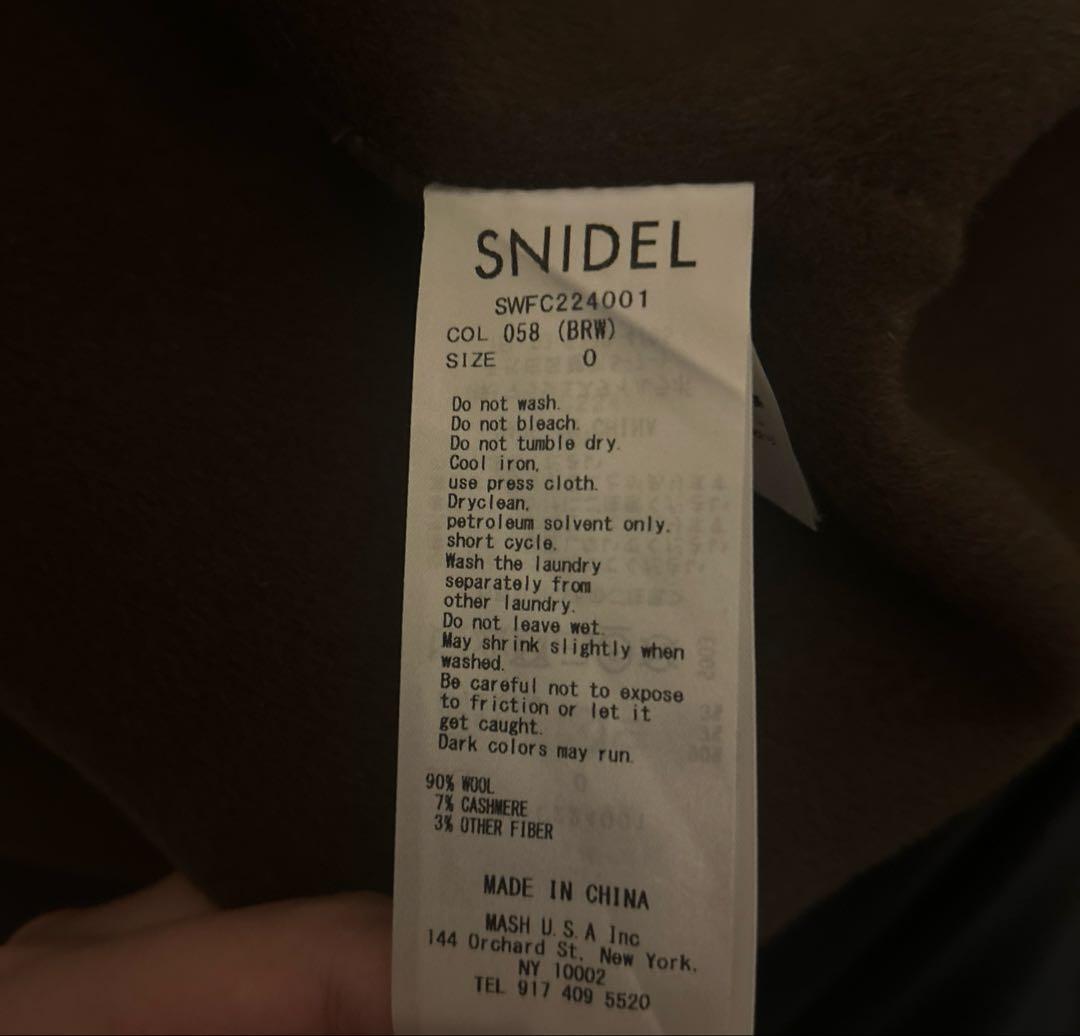 SNIDEL
SWFC224001
COL 058 (BRW)
SIZE 0
Do not wash.
Do not bleach.
Do not tumble dry.
Cool iron,
use press cloth.
Dryclean,
petroleum solvent only.
short cycle.
Wash the laundry
separately from
other laundry.
Do not leave wet.
May shrink slightly when
washed.
Be careful not to expose
to friction or let it
get caught.
Dark colors may run.
90% WOOL
7% CASHMERE
3% OTHER FIBER
MADE IN CHINA
MASH U.S.A Inc
144 Orchard St, New York,
NY 10002
TEL 917 409 5520